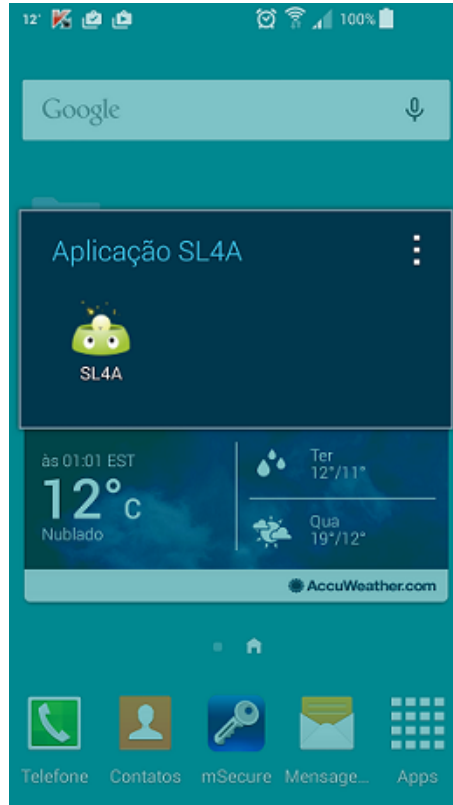 12°
100%
Google
Aplicação SL4A
SL4A
às 01:01 EST
12°C
Nublado
Ter
12°/11°
Qua
19°/12°
AccuWeather.com
Telefone
Contatos
mSecure
Mensage...
Apps